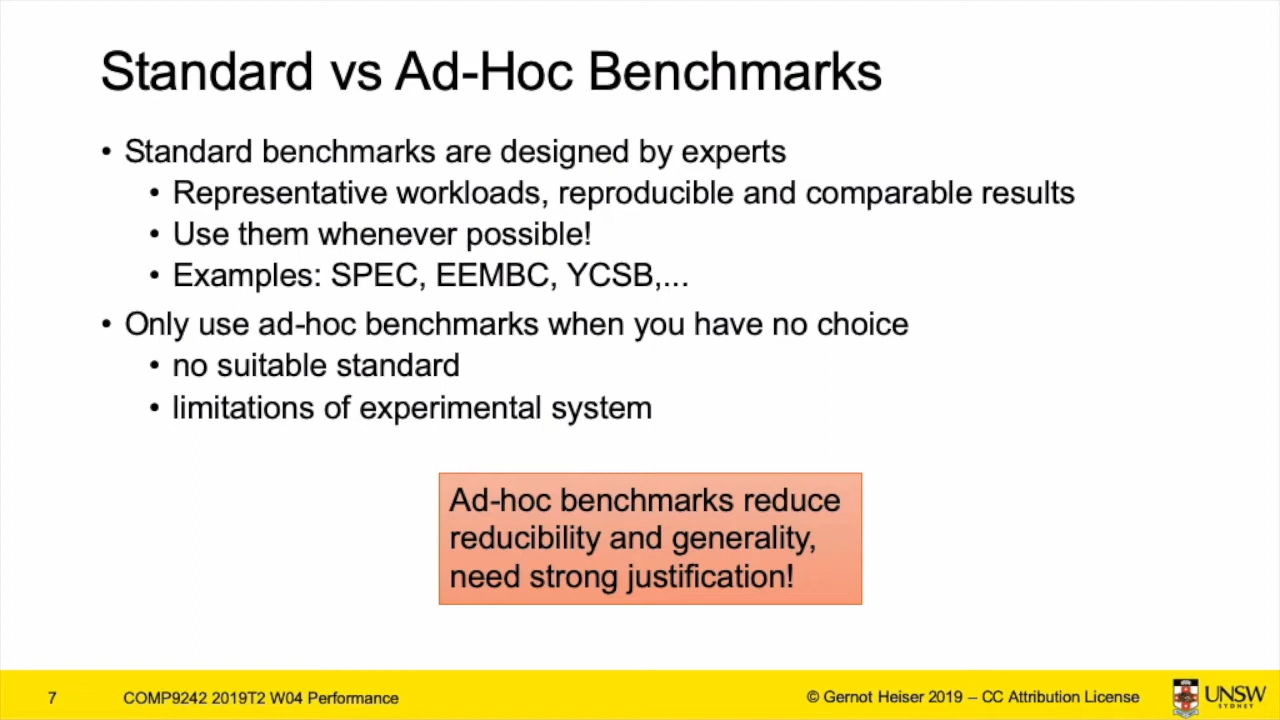 Standard vs Ad-Hoc Benchmarks
• Standard benchmarks are designed by experts
• Representative workloads, reproducible and comparable results
• Use them whenever possible!
• Examples: SPEC, EEMBC, YCSB,...
• Only use ad-hoc benchmarks when you have no choice
• no suitable standard
• limitations of experimental system
Ad-hoc benchmarks reduce
reducibility and generality,
need strong justification!
7 COMP9242 2019T2 W04 Performance © Gernot Heiser 2019 – CC Attribution License UNSW
SYDNEY